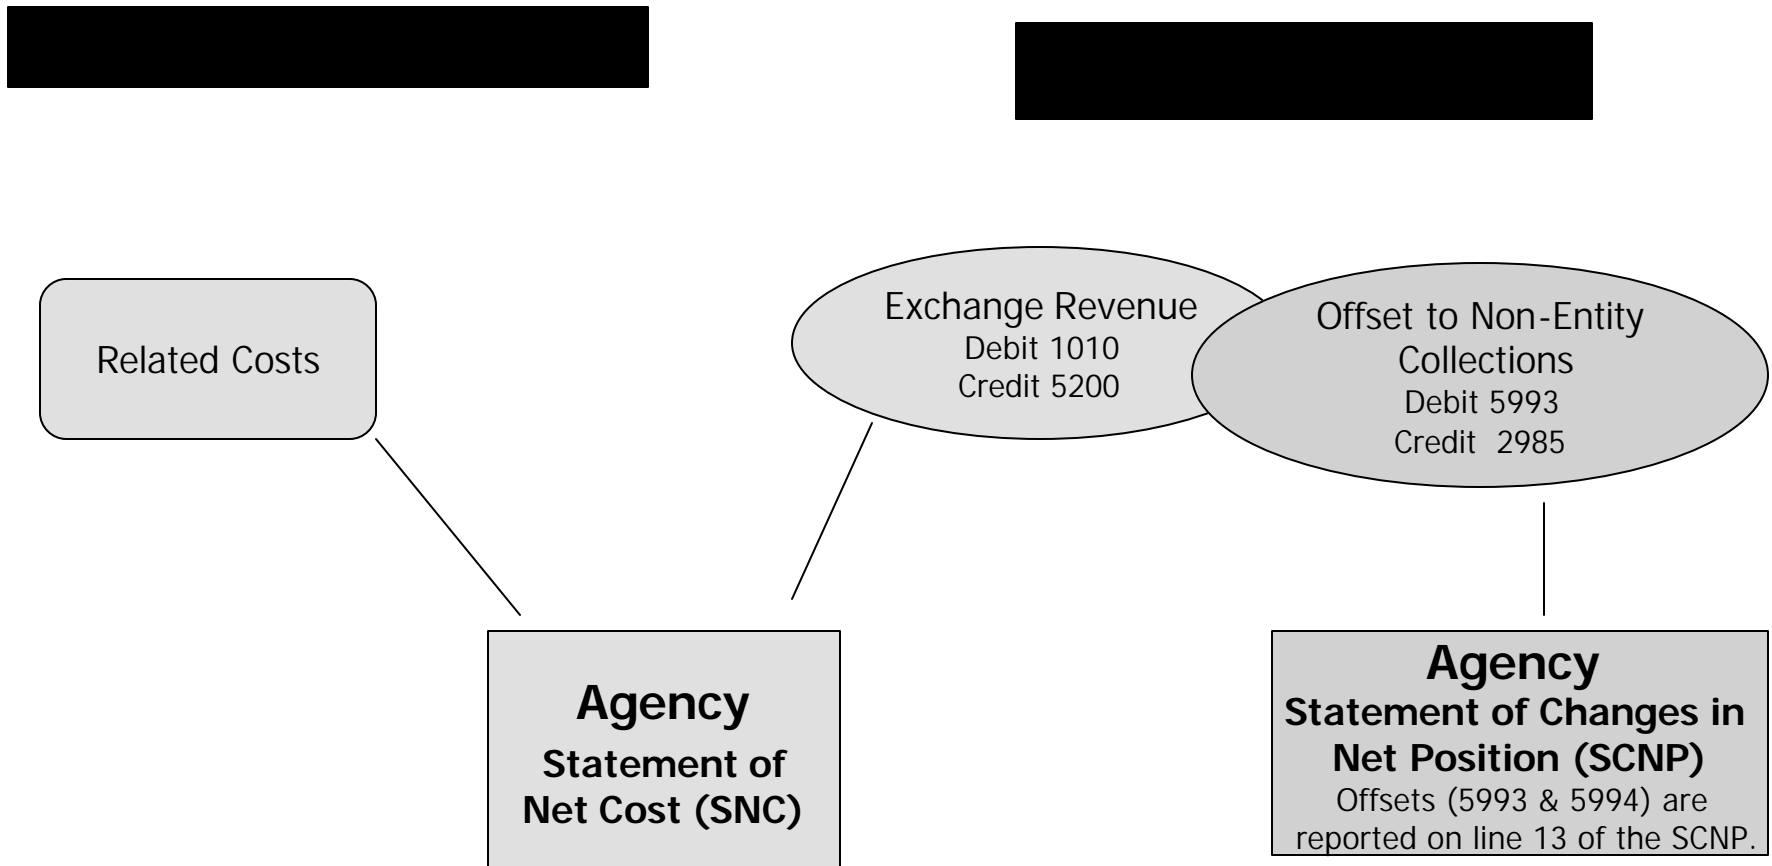 Related Costs
Exchange Revenue
Debit 1010
Credit 5200
Offset to Non-Entity
Collections
Debit 5993
Credit 2985
Agency
Statement of
Net Cost (SNC)
Agency
Statement of Changes in
Net Position (SCNP)
Offsets (5993 & 5994) are
reported on line 13 of the SCNP.